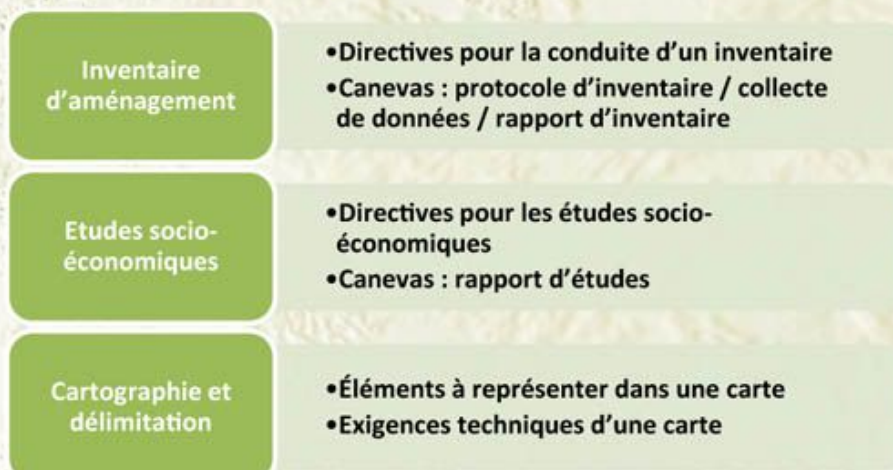 Inventaire
d'aménagement
•Directives pour la conduite d'un inventaire
•Canevas : protocole d'inventaire / collecte
de données / rapport d'inventaire
Etudes socio-
économiques
•Directives pour les études socio-
économiques
•Canevas : rapport d'études
Cartographie et
délimitation
•Éléments à représenter dans une carte
•Exigences techniques d'une carte